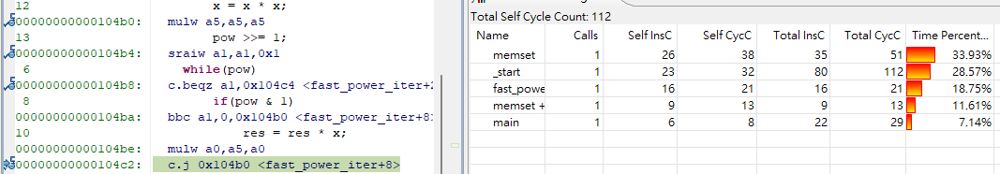 12 x = x * x;
00000000000104b0: mulw a5,a5,a5
13 pow >>= 1;
00000000000104b4: sraiw a1,a1,0x1
6 while(pow)
00000000000104b8: c.beqz a1,0x104c4 <fast_power_iter+2
8 if(pow & 1)
00000000000104ba: bbc a1,0,0x104b0 <fast_power_iter+8>
10 res = res * x;
00000000000104be: mulw a0,a5,a0
00000000000104c2: c.j 0x104b0 <fast_power_iter+8>
Total Self Cycle Count: 112
Name Calls Self InsC Self CycC Total InsC Total CycC Time Percent...
memset 1 26 38 35 51 33.93%
_start 1 23 32 80 112 28.57%
fast_powe 1 16 21 16 21 18.75%
memset + 1 9 13 9 13 11.61%
main 1 6 8 22 29 7.14%